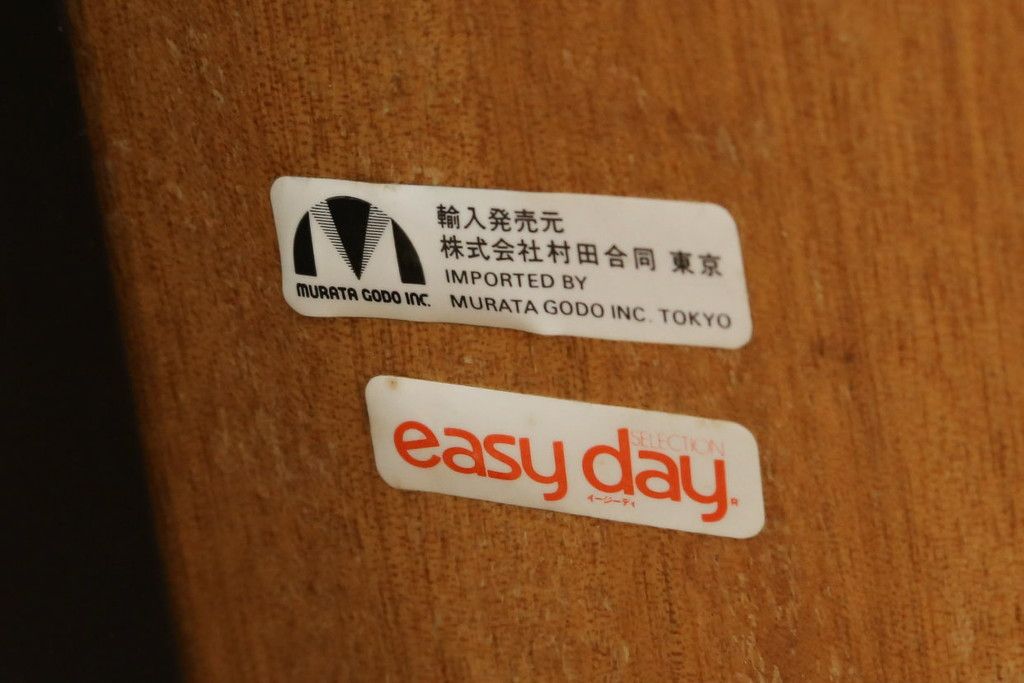 MURATA GODO INC.
輸入発売元
株式会社村田合同 東京
IMPORTED BY
MURATA GODO INC. TOKYO
easy day
SELECTION
イージーデイ